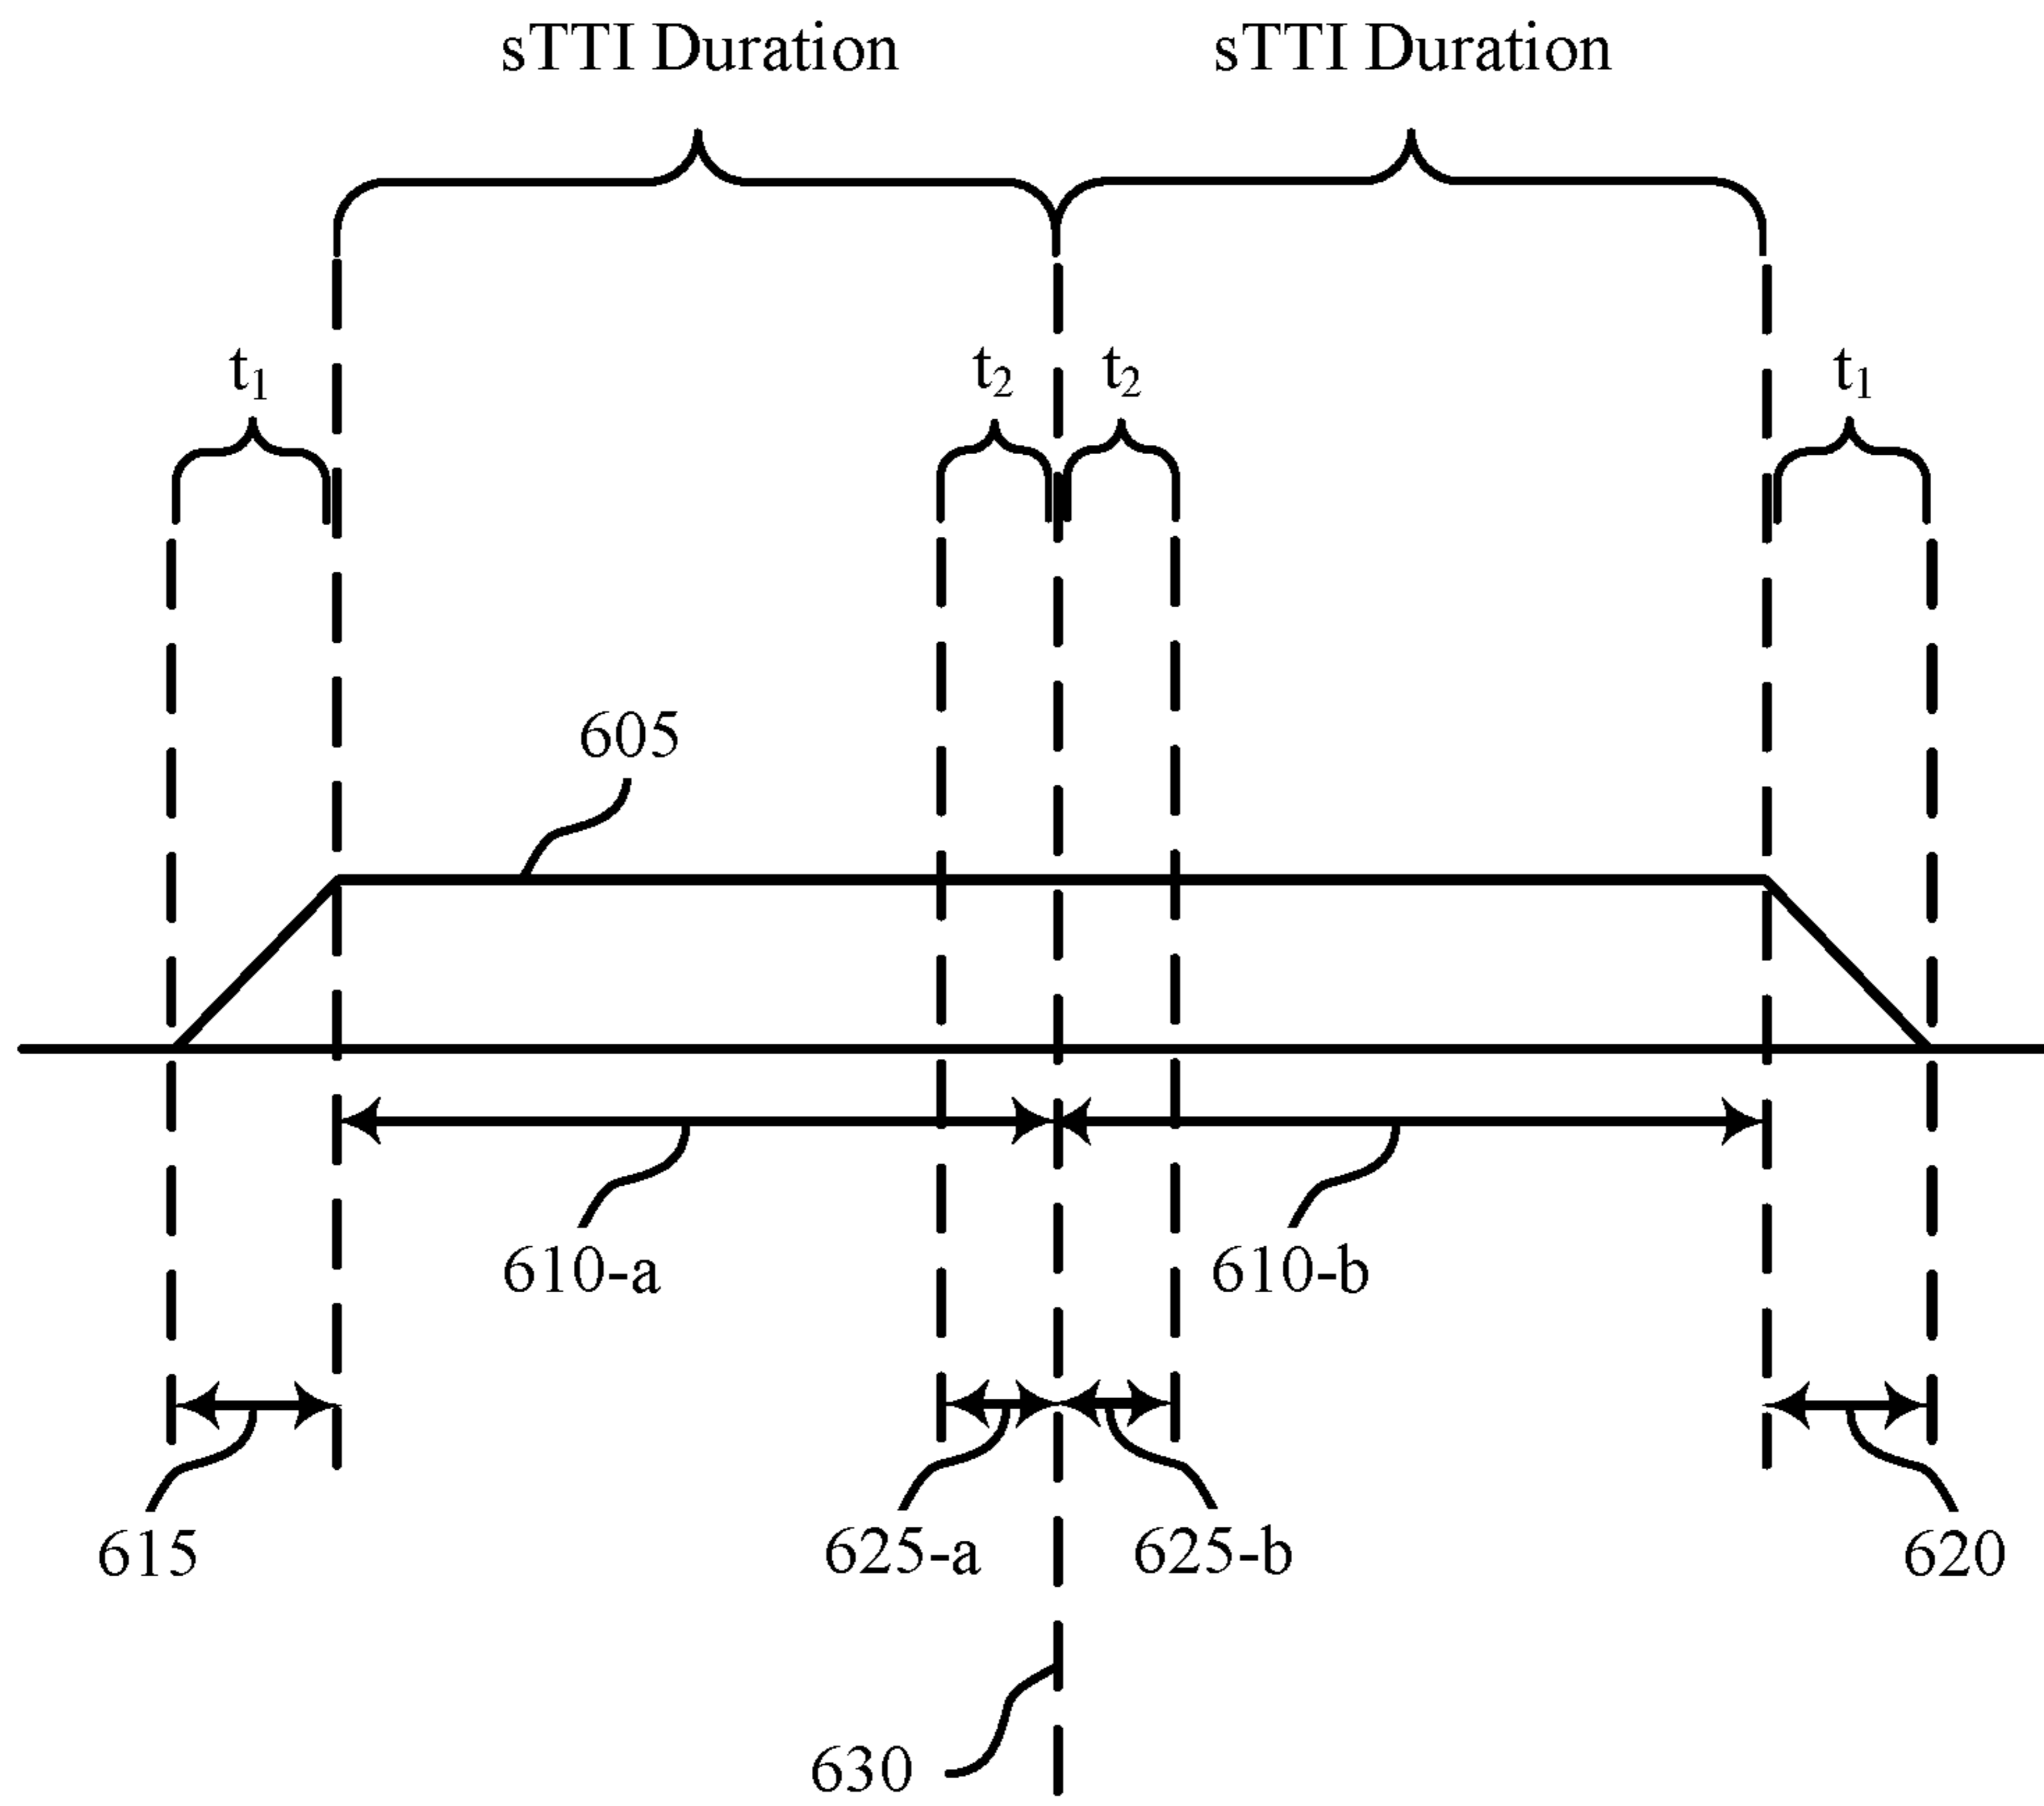 sTTI Duration
sTTI Duration
t1
t2
t2
t1
605
610-a
610-b
615
625-a
625-b
620
630